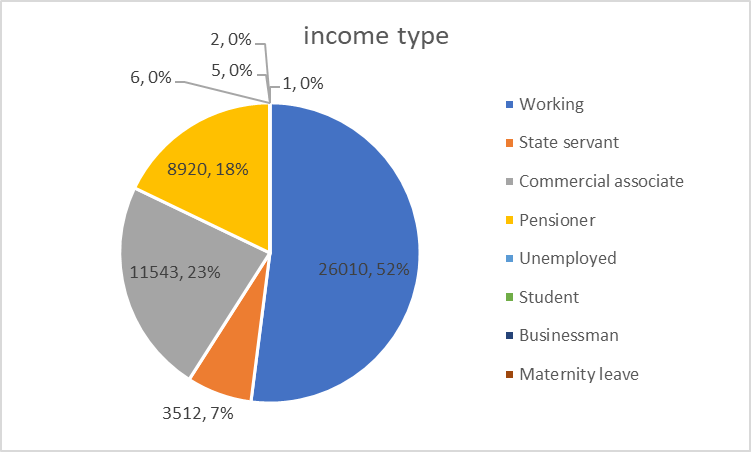 income type
2, 0%
5, 0%
6, 0%
1, 0%
8920, 18%
11543, 23%
26010, 52%
3512, 7%
Working
State servant
Commercial associate
Pensioner
Unemployed
Student
Businessman
Maternity leave